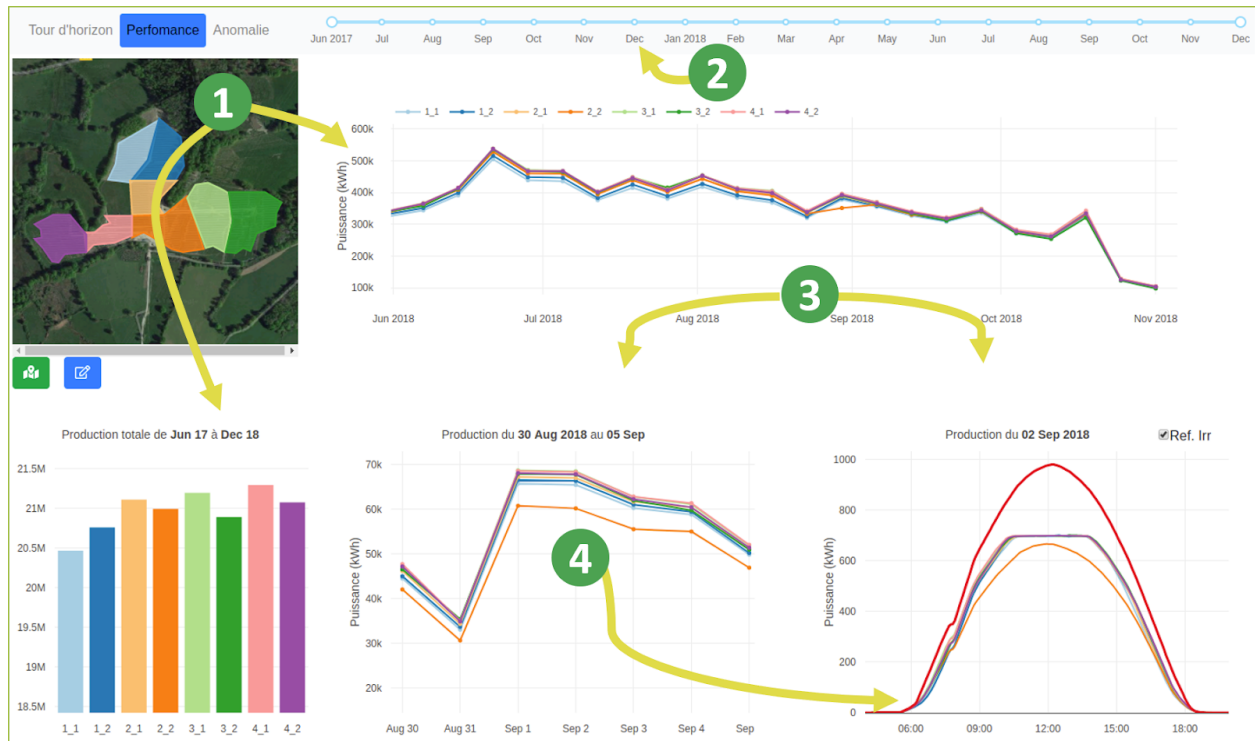 Tour d'horizon Perfomance Anomalie
Jun 2017 Jul Aug Sep Oct Nov Dec Jan 2018 Feb Mar Apr May Jun Jul Aug Sep Oct Nov Dec
1
2
1_1 1_2 2_1 2_2 3_1 3_2 4_1 4_2
Puissance (kWh)
600k
500k
400k
300k
200k
100k
Jun 2018 Jul 2018 Aug 2018 Sep 2018 Oct 2018 Nov 2018
3
Production totale de Jun 17 à Dec 18
21.5M
21M
20.5M
20M
19.5M
19M
18.5M
1_1 1_2 2_1 2_2 3_1 3_2 4_1 4_2
Production du 30 Aug 2018 au 05 Sep
Puissance (kWh)
70k
60k
50k
40k
30k
20k
Aug 30 Aug 31 Sep 1 Sep 2 Sep 3 Sep 4 Sep
4
Production du 02 Sep 2018 Ref. Irr
Puissance (kWh)
1000
800
600
400
200
0
06:00 09:00 12:00 15:00 18:00